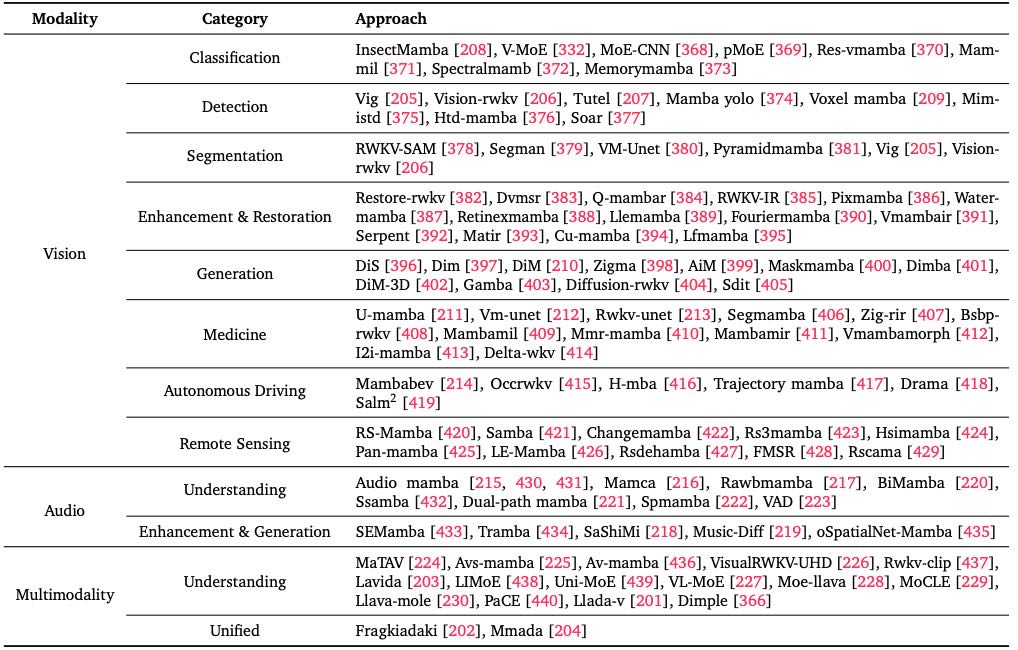 Modality Category Approach
Classification
InsectMamba [208], V-MoE [332], MoE-CNN [368], pMoE [369], Res-vmamba [370], Mam-
mil [371], Spectralmamb [372], Memorymamba [373]
Detection
Vig [205], Vision-rwkv [206], Tutel [207], Mamba yolo [374], Voxel mamba [209], Mim-
istd [375], Htd-mamba [376], Soar [377]
Segmentation
RWKV-SAM [378], Segman [379], VM-Unet [380], Pyramidmamba [381], Vig [205], Vision-
rwkv [206]
Vision
Enhancement & Restoration
Restore-rwkv [382], Dvmsr [383], Q-mambar [384], RWKV-IR [385], Pixmamba [386], Water-
mamba [387], Retinexmamba [388], Llemamba [389], Fouriermamba [390], Vmambair [391],
Serpent [392], Matir [393], Cu-mamba [394], Lfmamba [395]
Generation
DiS [396], Dim [397], DiM [210], Zigma [398], AiM [399], Maskmamba [400], Dimba [401],
DiM-3D [402], Gamba [403], Diffusion-rwkv [404], Sdit [405]
Medicine
U-mamba [211], Vm-unet [212], Rwkv-unet [213], Segmamba [406], Zig-rir [407], Bsbp-
rwkv [408], Mambamil [409], Mmr-mamba [410], Mambamir [411], Vmambamorph [412],
I2i-mamba [413], Delta-wkv [414]
Autonomous Driving
Mambabev [214], Occrwkv [415], H-mba [416], Trajectory mamba [417], Drama [418],
Salm² [419]
Remote Sensing
RS-Mamba [420], Samba [421], Changemamba [422], Rs3mamba [423], Hsimamba [424],
Pan-mamba [425], LE-Mamba [426], Rsdehamba [427], FMSR [428], Rscama [429]
Audio
Understanding
Audio mamba [215, 430, 431], Mamca [216], Rawbmamba [217], BiMamba [220],
Ssamba [432], Dual-path mamba [221], Spmamba [222], VAD [223]
Enhancement & Generation
SEMamba [433], Tramba [434], SaShiMi [218], Music-Diff [219], oSpatialNet-Mamba [435]
Multimodality
Understanding
MaTAV [224], Avs-mamba [225], Av-mamba [436], VisualRWKV-UHD [226], Rwkv-clip [437],
Lavida [203], LIMoE [438], Uni-MoE [439], VL-MoE [227], Moe-llava [228], MoCLE [229],
Llava-mole [230], PaCE [440], Llada-v [201], Dimple [366]
Unified
Fragkiadaki [202], Mmada [204]